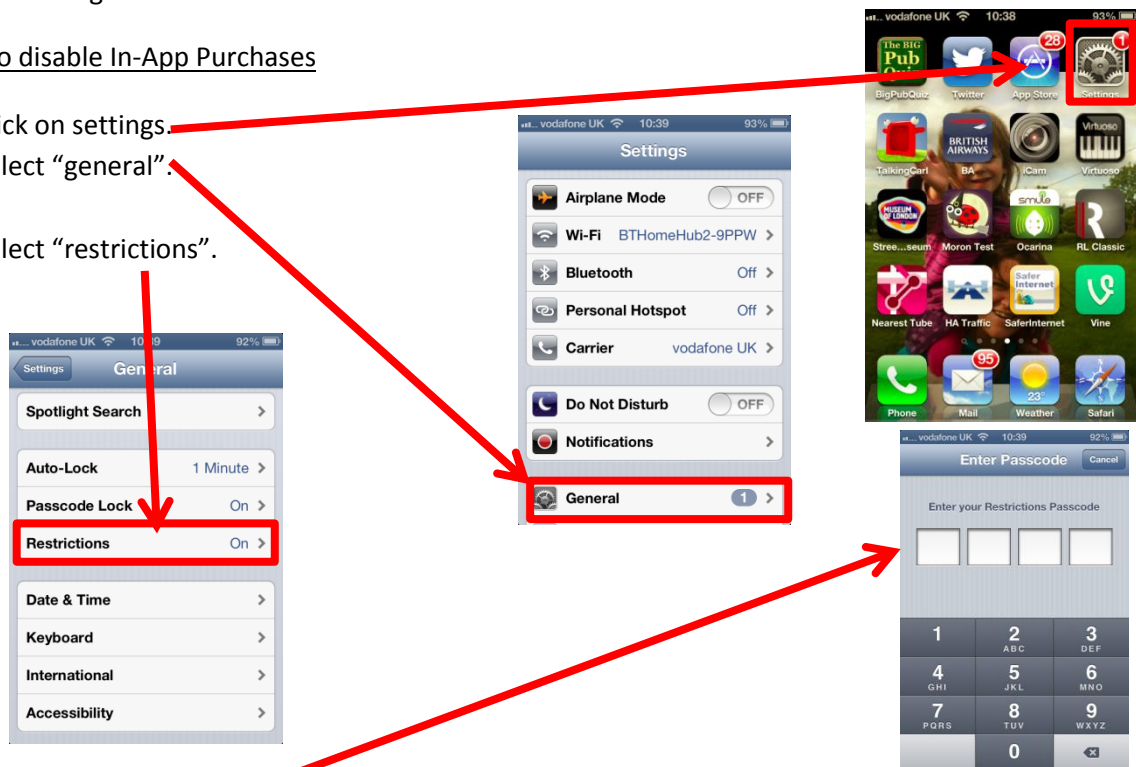 o disable In-App Purchases
ick on settings.
lect "general".
lect "restrictions".
vodafone UK 10:38 93%
The BIG
Pub
Quiz
28
1
BigPubQuiz Twitter App Store Settings
BRITISH
AIRWAYS
Virtuoso
TalkingCarl BA iCam Virtuoso
MUSEUM
OF LONDON
smule
R
Stree...seum Moron Test Ocarina RL Classic
Safer
Internet
Nearest Tube HA Traffic SaferInternet Vine
95
23°
Phone Mail Weather Safari
vodafone UK 10:39 93%
Settings
Airplane Mode OFF
Wi-Fi BTHomeHub2-9PPW >
Bluetooth Off >
Personal Hotspot Off >
Carrier vodafone UK >
Do Not Disturb OFF
Notifications >
General 1 >
vodafone UK 10:39 92%
Settings General
Spotlight Search >
Auto-Lock 1 Minute >
Passcode Lock On >
Restrictions On >
Date & Time >
Keyboard >
International >
Accessibility >
vodafone UK 10:39 92%
Enter Passcode Cancel
Enter your Restrictions Passcode
1 2 3
ABC DEF
4 5 6
GHI JKL MNO
7 8 9
PQRS TUV WXYZ
0